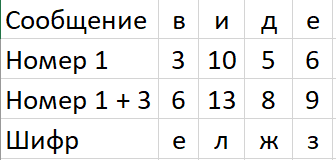 Сообщение в и д е
Номер 1 3 10 5 6
Номер 1 + 3 6 13 8 9
Шифр е л ж з